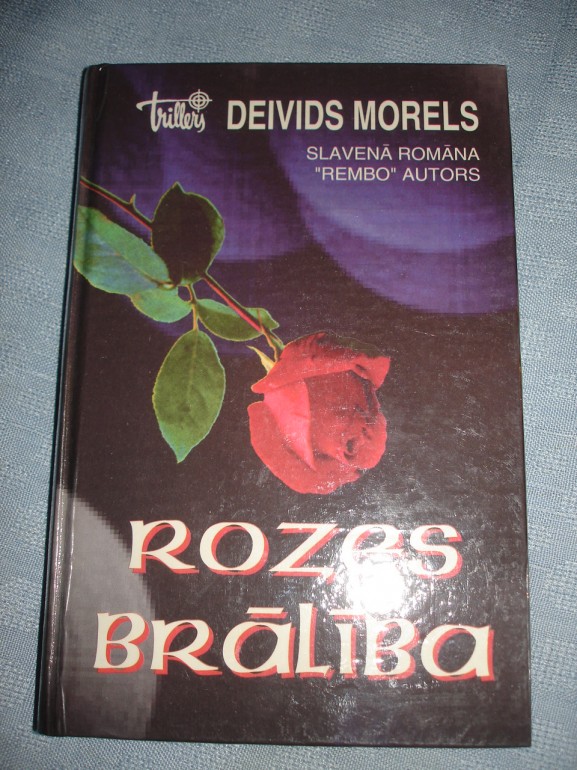 Trillers DEIVIDS MORELS
SLAVENĀ ROMĀNA
"REMBO" AUTORS
ROZES
BRĀLĪBA